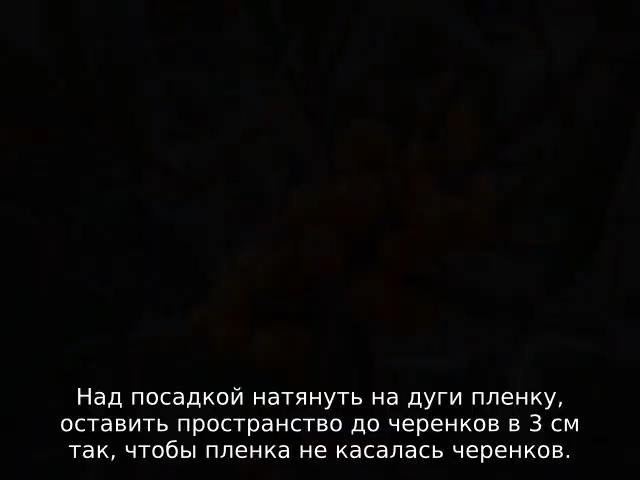 Над посадкой натянуть на дуги пленку,
оставить пространство до черенков в 3 см
так, чтобы пленка не касалась черенков.